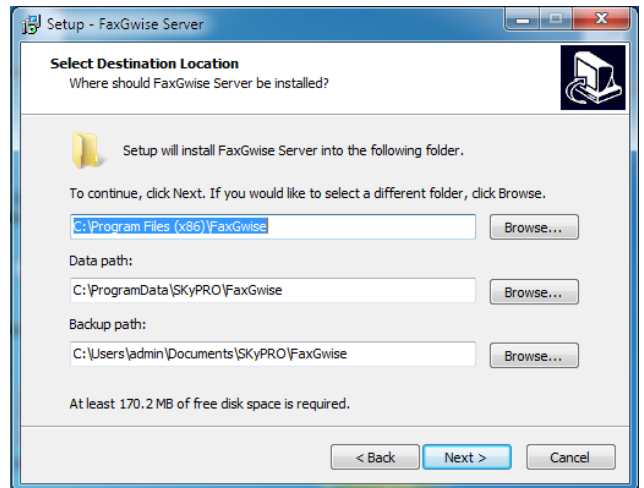 Setup - FaxGwise Server
Select Destination Location
Where should FaxGwise Server be installed?
Setup will install FaxGwise Server into the following folder.
To continue, click Next. If you would like to select a different folder, click Browse.
C:\Program Files (x86)\FaxGwise
Browse...
Data path:
C:\ProgramData\SKyPRO\FaxGwise
Browse...
Backup path:
C:\Users\admin\Documents\SKyPRO\FaxGwise
Browse...
At least 170.2 MB of free disk space is required.
< Back
Next >
Cancel